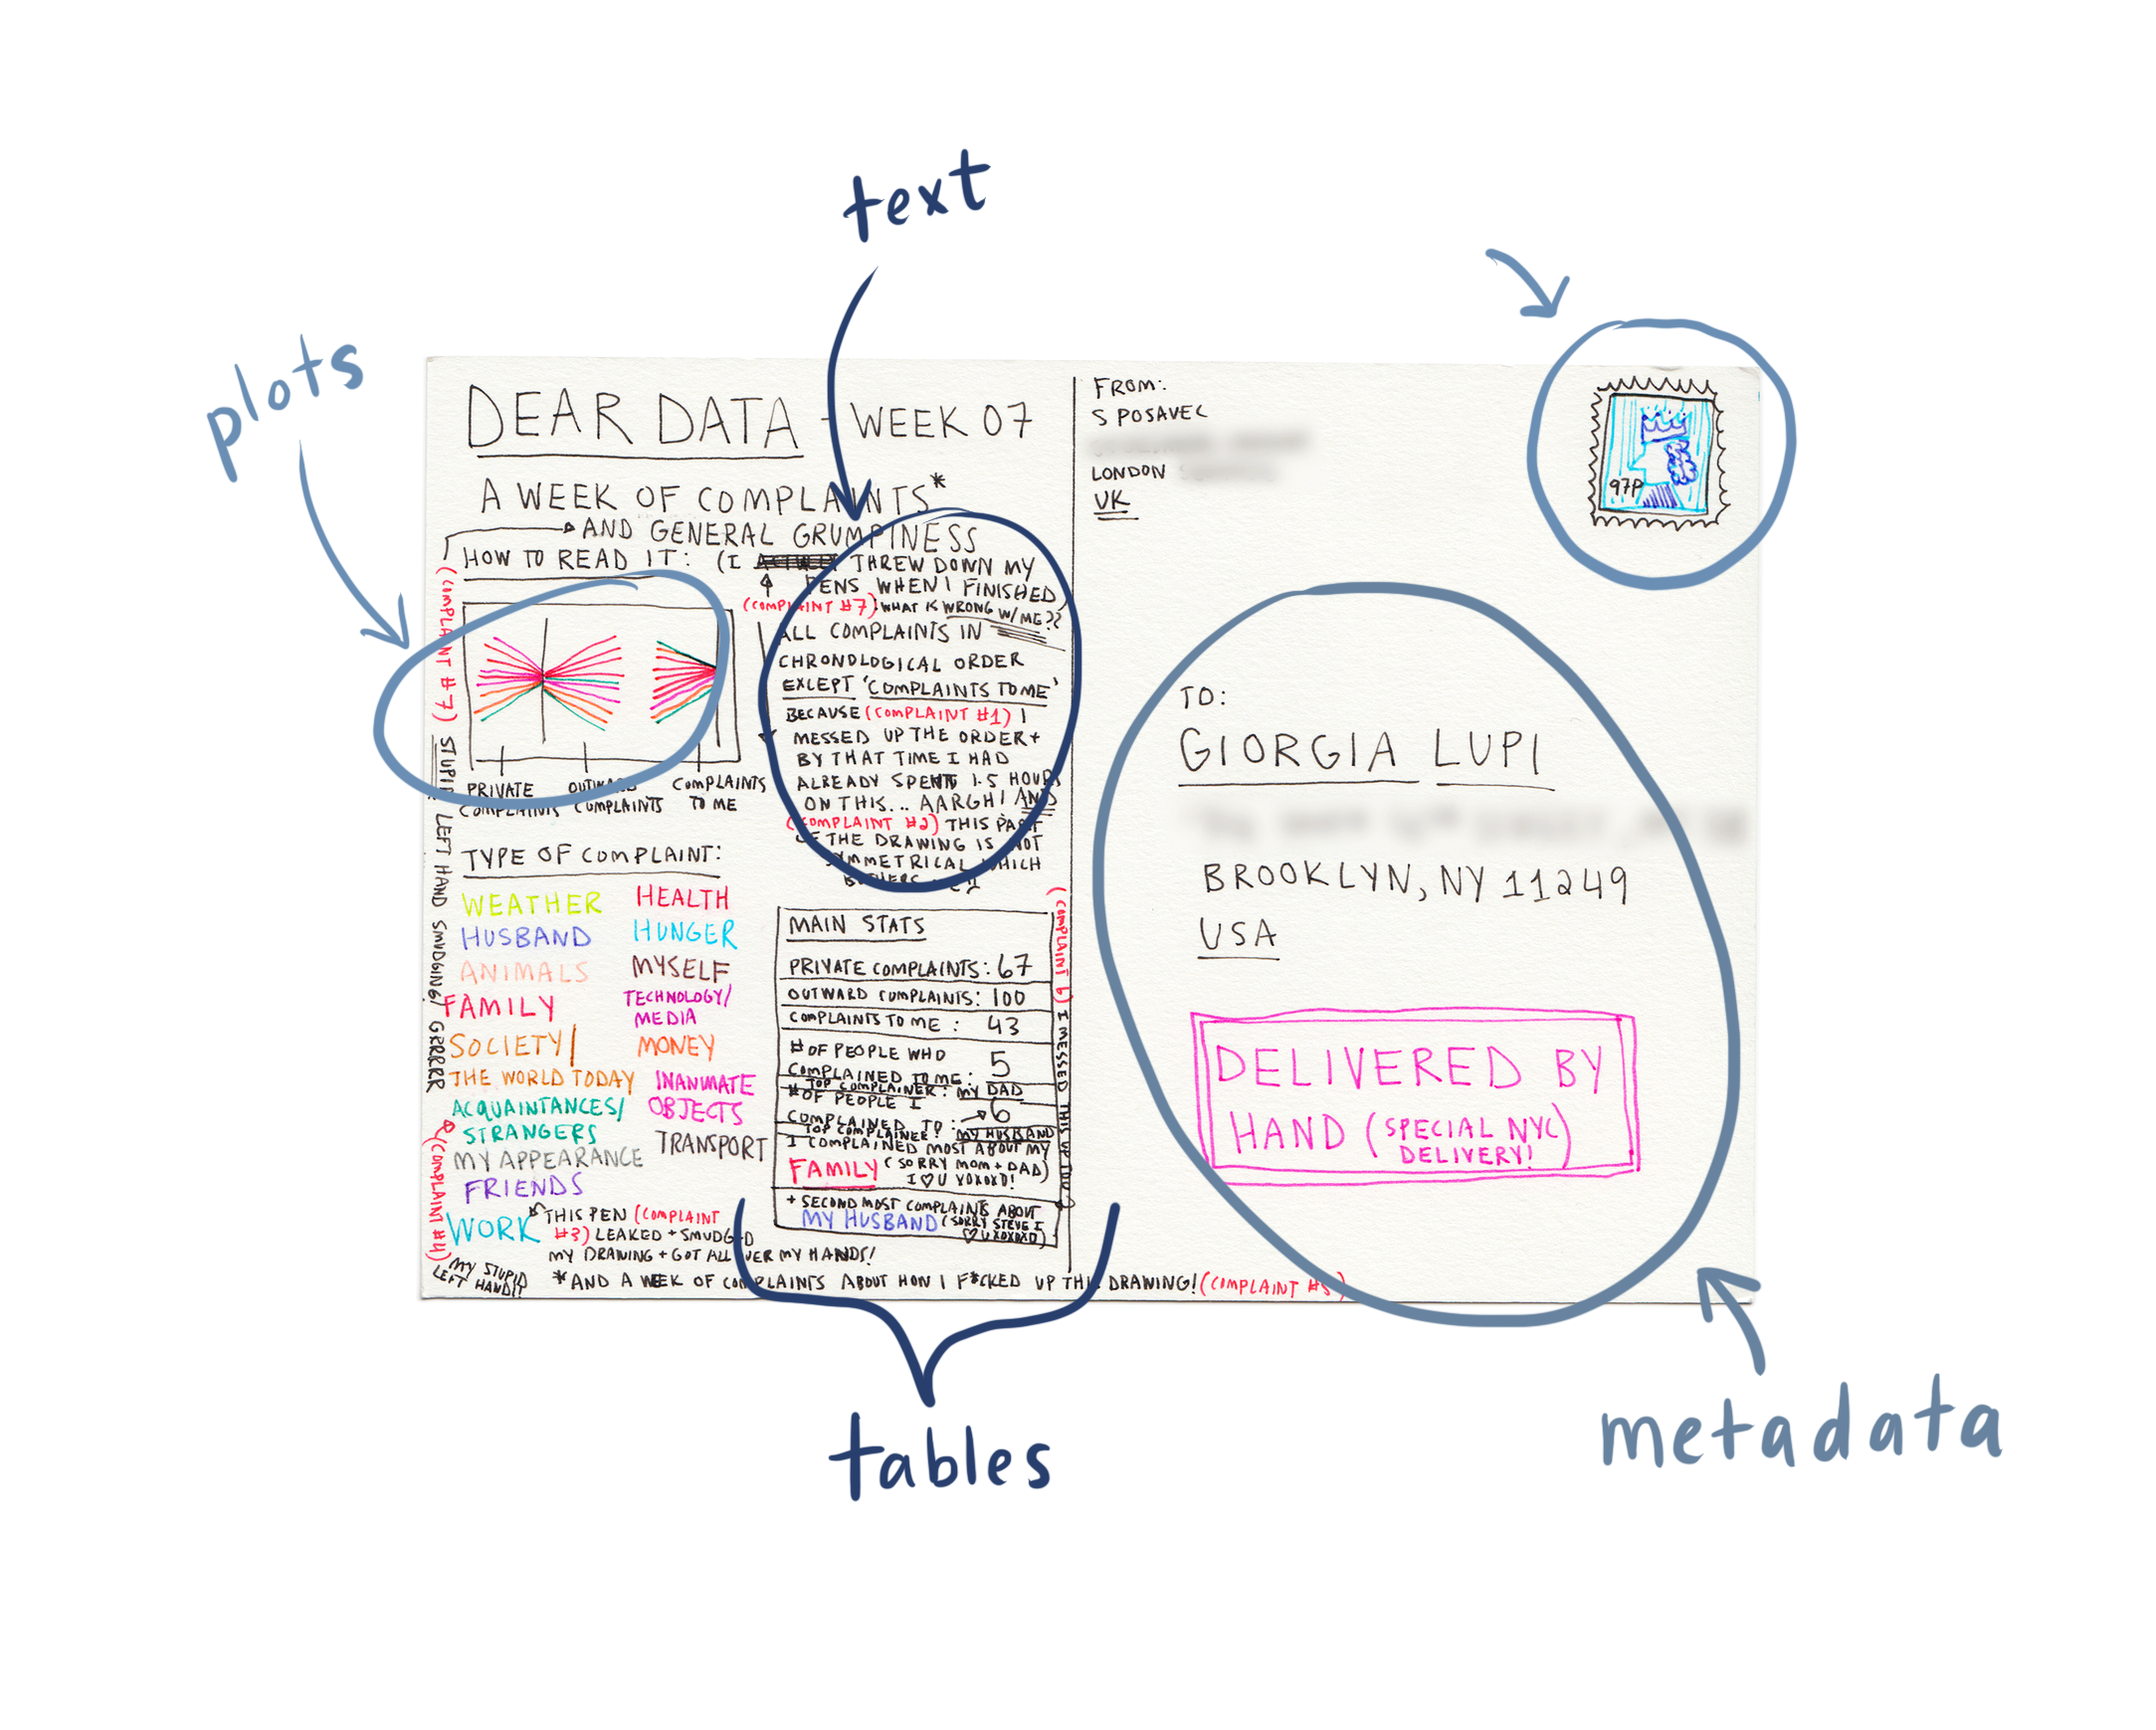 text
plots
DEAR DATA - WEEK 07
A WEEK OF COMPLAINTS*
AND GENERAL GRUMPINESS
HOW TO READ IT: (I THREW DOWN MY
PENS WHEN I FINISHED)
(COMPLAINT #7) WHAT IS WRONG W/ME??
ALL COMPLAINTS IN
CHRONOLOGICAL ORDER
EXCEPT 'COMPLAINTS TO ME'
BECAUSE (COMPLAINT #1) I
MESSED UP THE ORDER +
BY THAT TIME I HAD
ALREADY SPENT 1.5 HOURS
ON THIS... AARGH! AND
(COMPLAINT #2) THIS PART
OF THE DRAWING IS NOT
SYMMETRICAL WHICH
BOTHERS
PRIVATE
COMPLAINTS
OUTWARD
COMPLAINTS
COMPLAINTS
TO ME
(COMPLAINT #7) STUPID LEFT HAND SMUDGING! GRRRRR
TYPE OF COMPLAINT:
WEATHER
HUSBAND
ANIMALS
FAMILY
SOCIETY/
THE WORLD TODAY
ACQUAINTANCES/
STRANGERS
MY APPEARANCE
FRIENDS
WORK
HEALTH
HUNGER
MYSELF
TECHNOLOGY/
MEDIA
MONEY
INANIMATE
OBJECTS
TRANSPORT
THIS PEN (COMPLAINT
#3) LEAKED + SMUDGED
MY DRAWING + GOT ALL OVER MY HANDS!
(COMPLAINT #4)
MY STUPID
LEFT HAND!!
*AND A WEEK OF COMPLAINTS ABOUT HOW I F*CKED UP THIS DRAWING! (COMPLAINT #5)
MAIN STATS
PRIVATE COMPLAINTS: 67
OUTWARD COMPLAINTS: 100
COMPLAINTS TO ME: 43
# OF PEOPLE WHO
COMPLAINED TO ME: 5
TOP COMPLAINER: MY DAD
# OF PEOPLE I
COMPLAINED TO: 6
TOP COMPLAINEE: MY HUSBAND
I COMPLAINED MOST ABOUT MY
FAMILY (SORRY MOM + DAD)
I ♡ U XOXOXO!
+ SECOND MOST COMPLAINTS ABOUT
MY HUSBAND (SORRY STEVE I
♡ U XOXOXO)
(COMPLAINT 6) I MESSED THIS UP TOO
FROM:
S POSAVEC
LONDON
UK
97P
TO:
GIORGIA LUPI
BROOKLYN, NY 11249
USA
DELIVERED BY
HAND (SPECIAL NYC
DELIVERY!)
tables
metadata